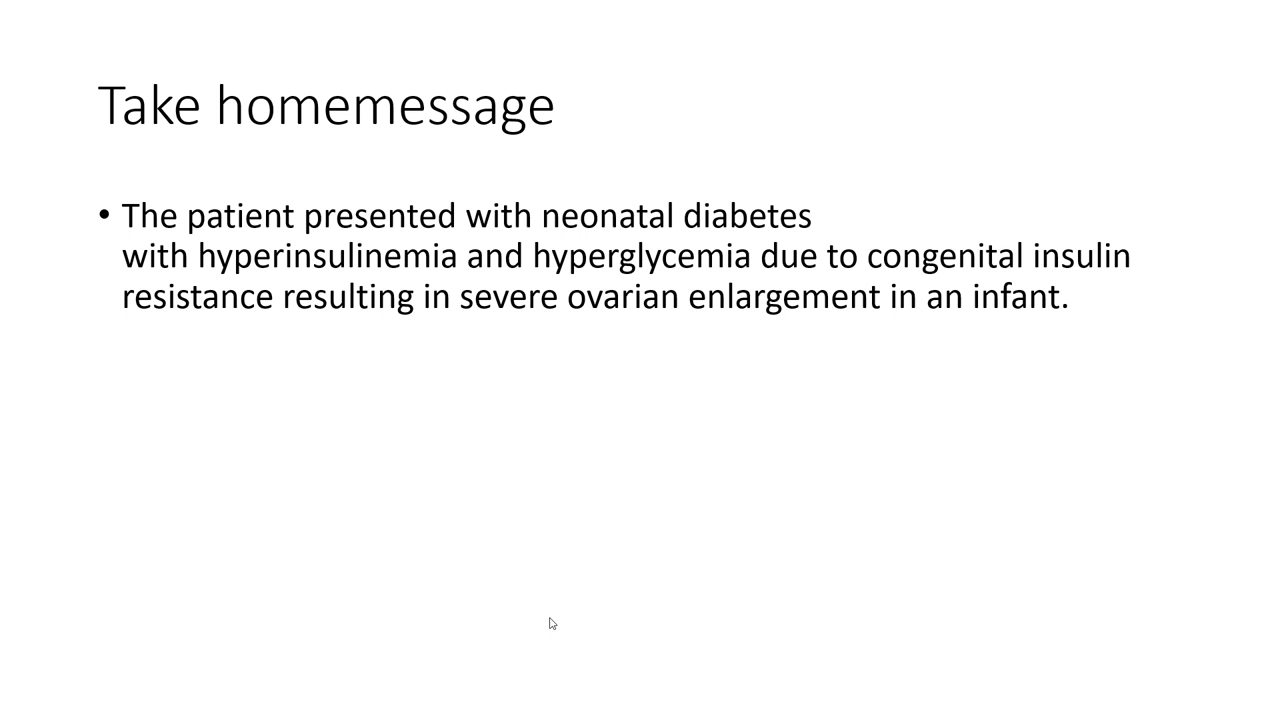 Take homemessage
• The patient presented with neonatal diabetes
with hyperinsulinemia and hyperglycemia due to congenital insulin
resistance resulting in severe ovarian enlargement in an infant.